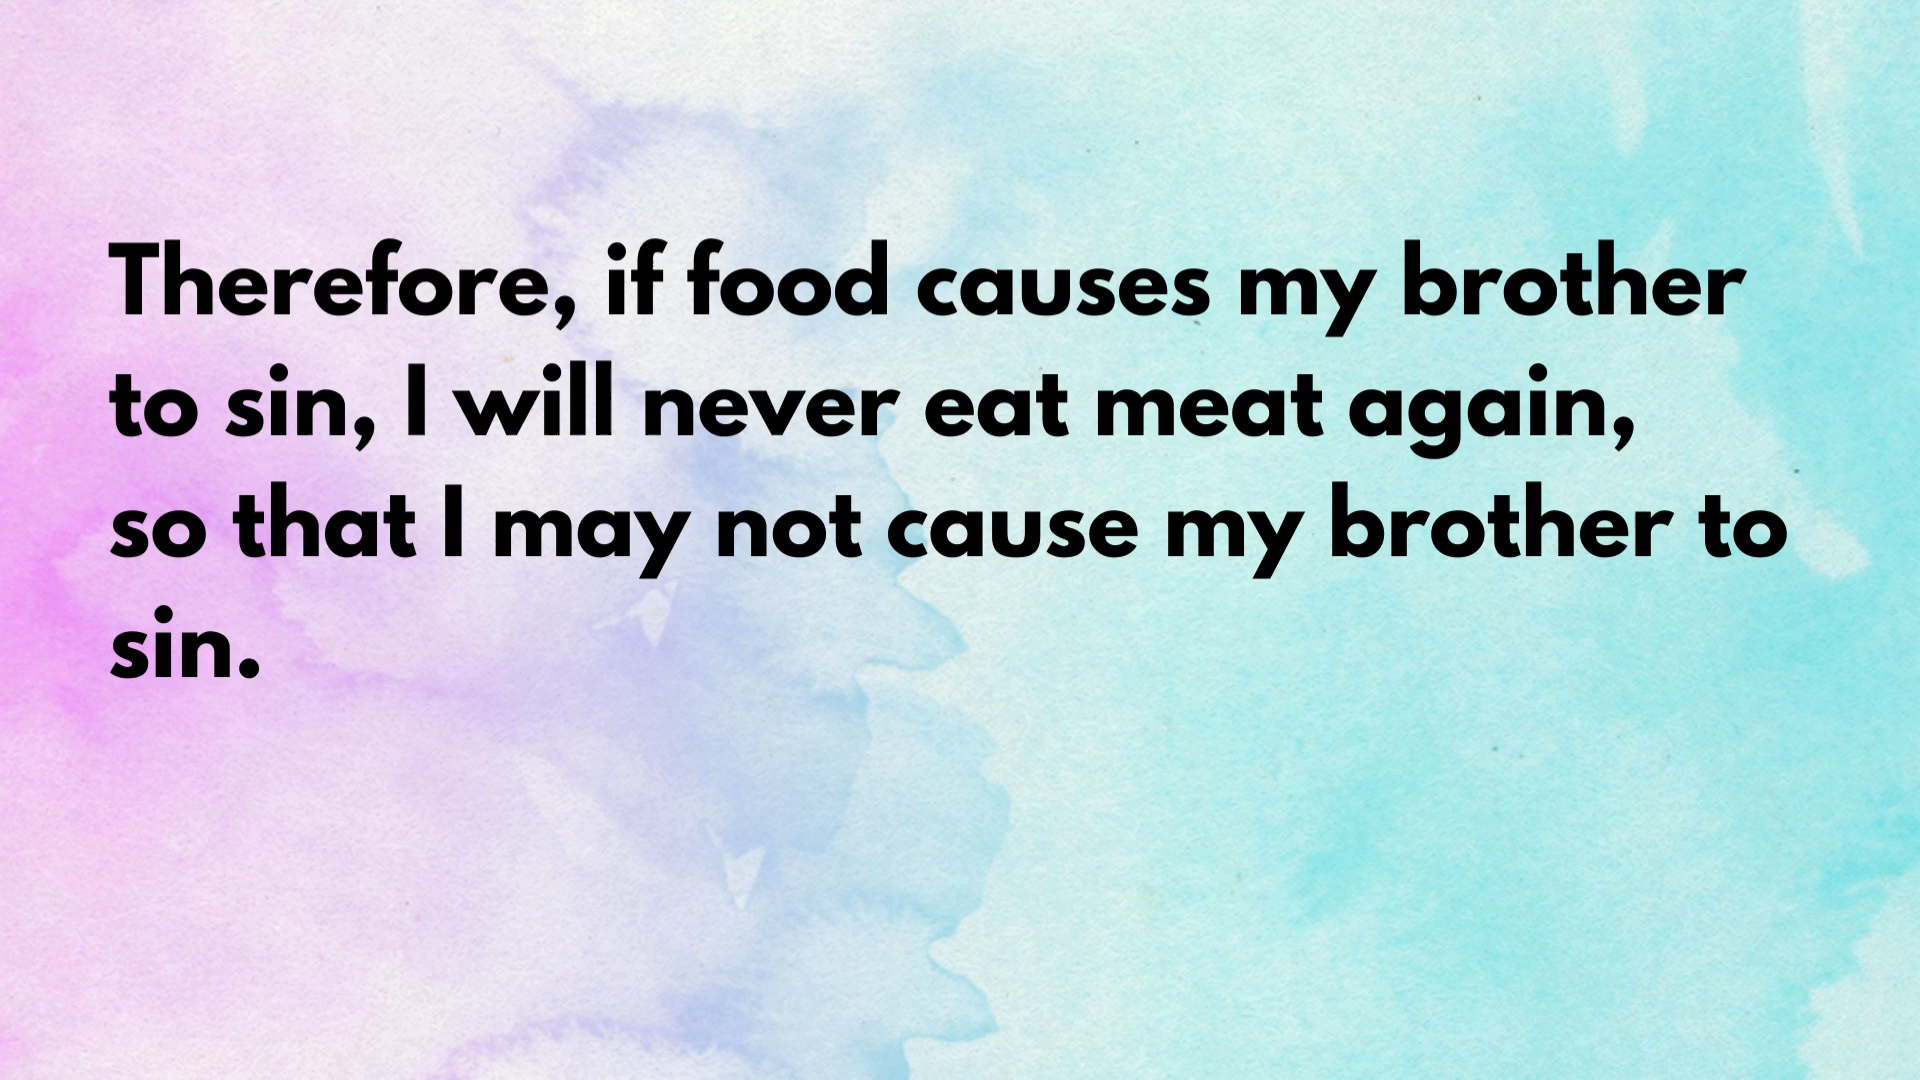 Therefore, if food causes my brother
to sin, I will never eat meat again,
so that I may not cause my brother to
sin.